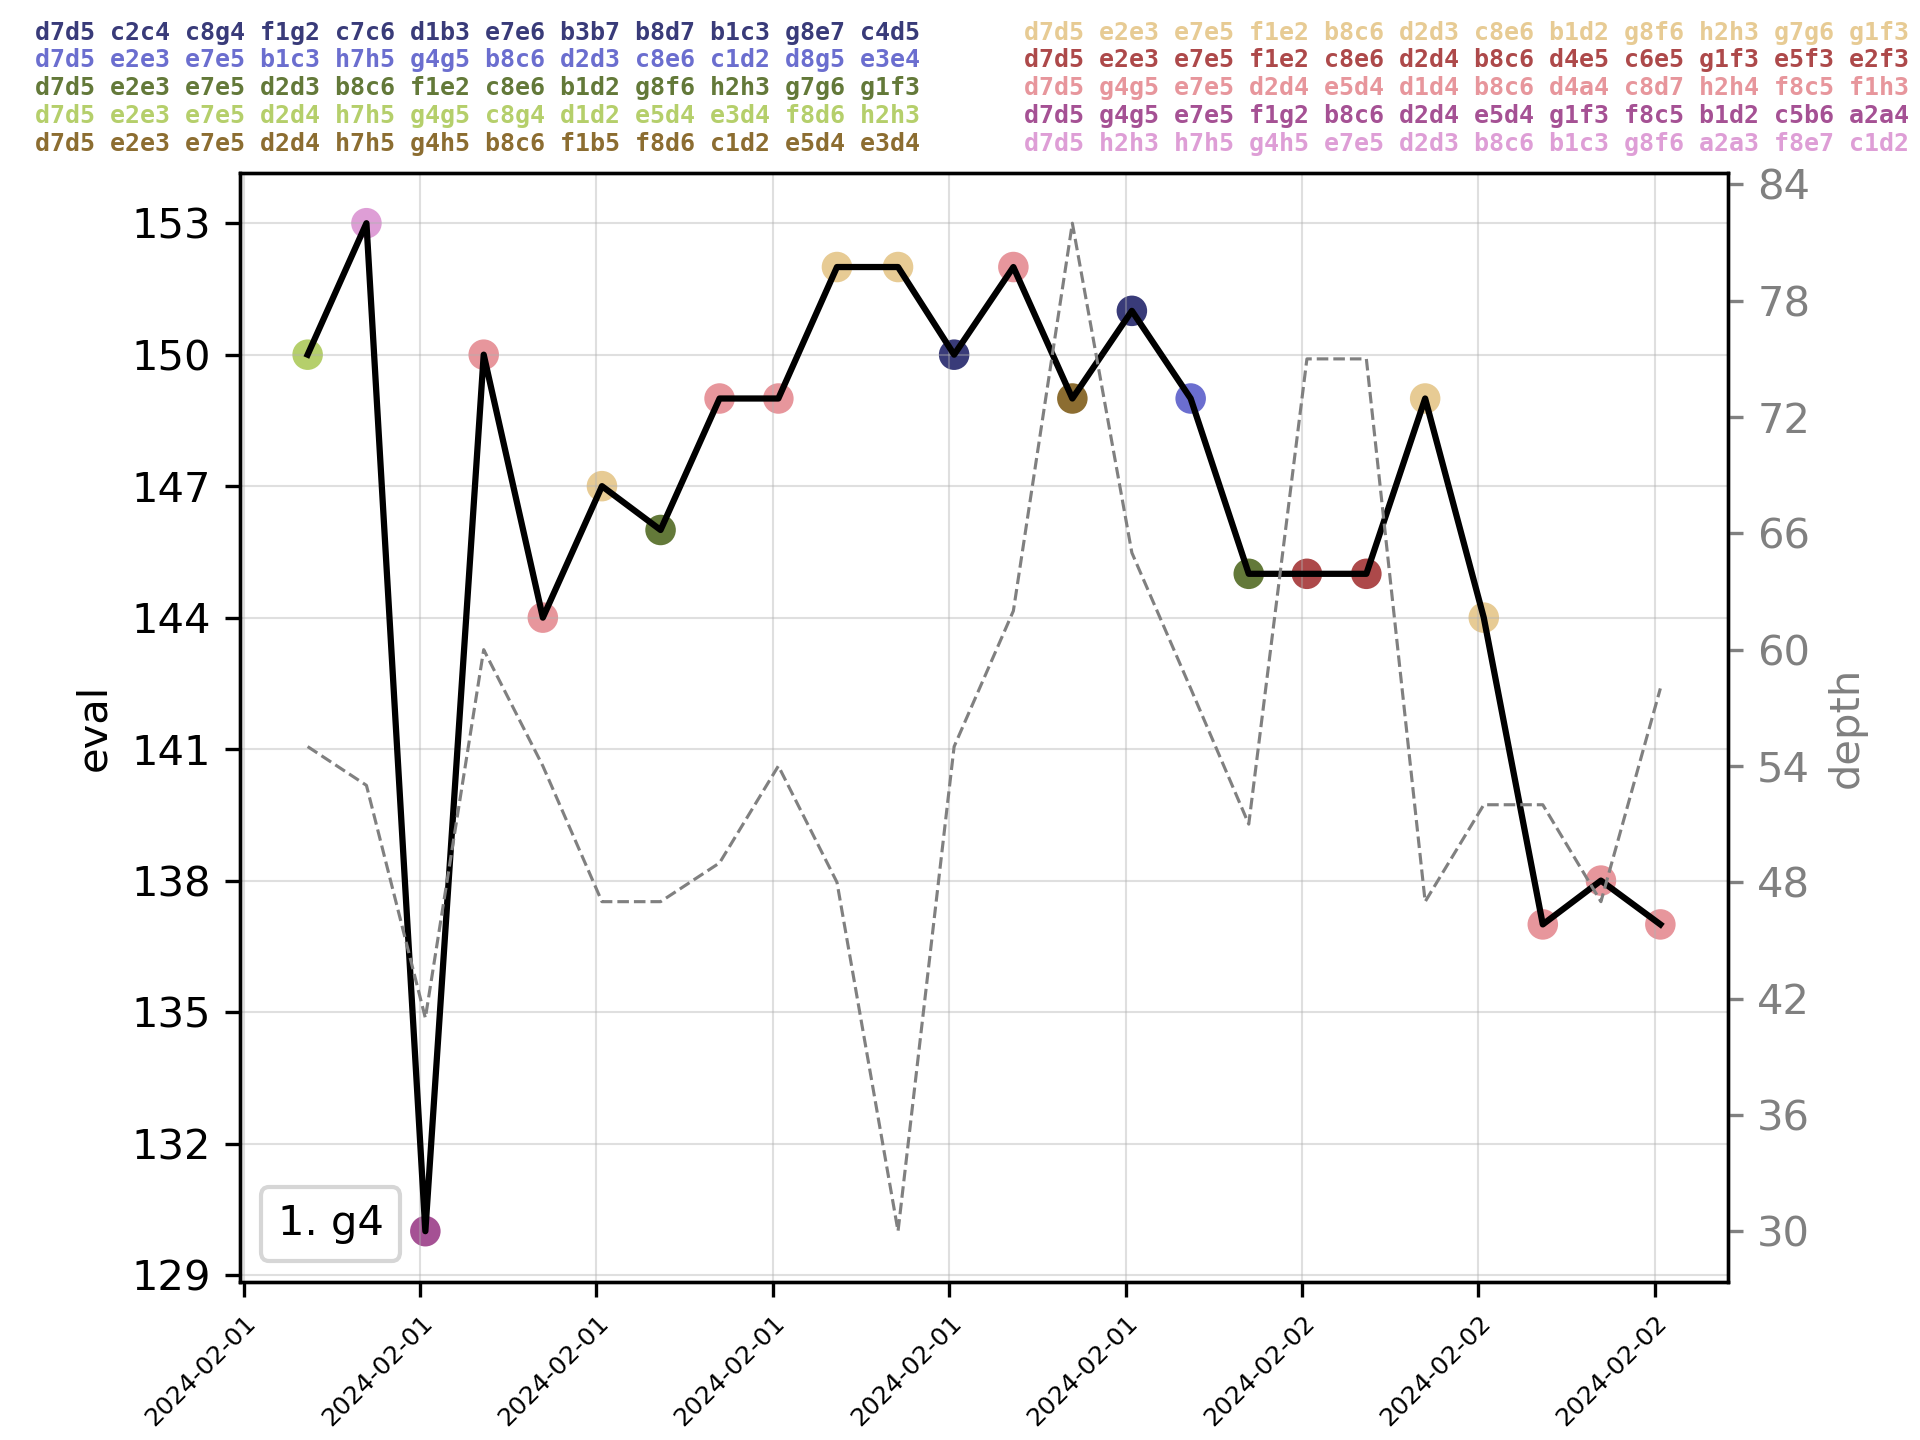 d7d5 c2c4 c8g4 f1g2 c7c6 d1b3 e7e6 b3b7 b8d7 b1c3 g8e7 c4d5
d7d5 e2e3 e7e5 b1c3 h7h5 g4g5 b8c6 d2d3 c8e6 c1d2 d8g5 e3e4
d7d5 e2e3 e7e5 d2d3 b8c6 f1e2 c8e6 b1d2 g8f6 h2h3 g7g6 g1f3
d7d5 e2e3 e7e5 d2d4 h7h5 g4g5 c8g4 d1d2 e5d4 e3d4 f8d6 h2h3
d7d5 e2e3 e7e5 d2d4 h7h5 g4h5 b8c6 f1b5 f8d6 c1d2 e5d4 e3d4
d7d5 e2e3 e7e5 f1e2 b8c6 d2d3 c8e6 b1d2 g8f6 h2h3 g7g6 g1f3
d7d5 e2e3 e7e5 f1e2 c8e6 d2d4 b8c6 d4e5 c6e5 g1f3 e5f3 e2f3
d7d5 g4g5 e7e5 d2d4 e5d4 d1d4 b8c6 d4a4 c8d7 h2h4 f8c5 f1h3
d7d5 g4g5 e7e5 f1g2 b8c6 d2d4 e5d4 g1f3 f8c5 b1d2 c5b6 a2a4
d7d5 h2h3 h7h5 g4h5 e7e5 d2d3 b8c6 b1c3 g8f6 a2a3 f8e7 c1d2
153
150
147
144
141
138
135
132
129
eval
1. g4
84
78
72
66
60
54
48
42
36
30
depth
2024-02-01
2024-02-01
2024-02-01
2024-02-01
2024-02-01
2024-02-01
2024-02-02
2024-02-02
2024-02-02